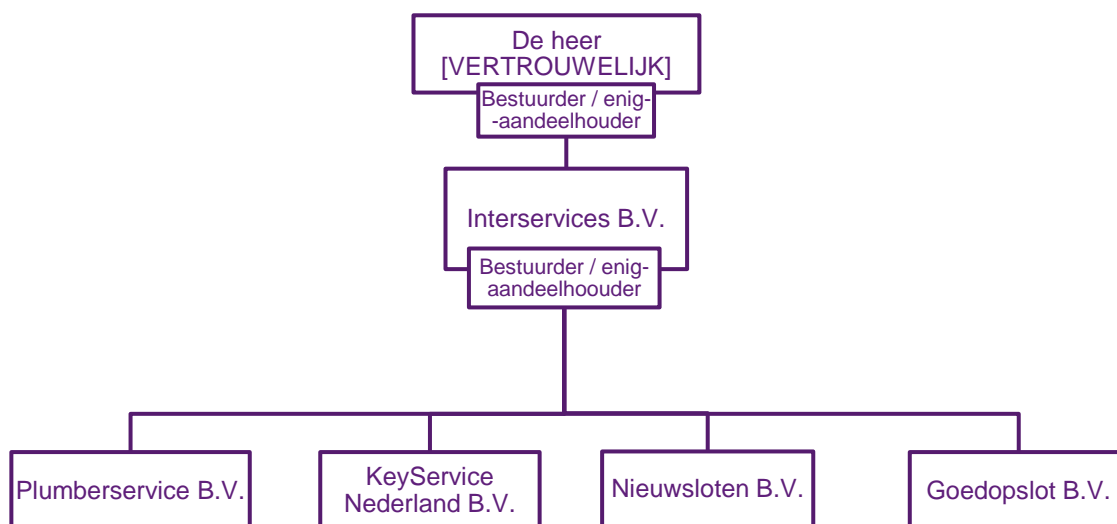 De heer
[VERTROUWELIJK]
Bestuurder / enig-
-aandeelhouder
Interservices B.V.
Bestuurder / enig-
aandeelhoouder
Plumberservice B.V.
KeyService
Nederland B.V.
Nieuwsloten B.V.
Goedopslot B.V.